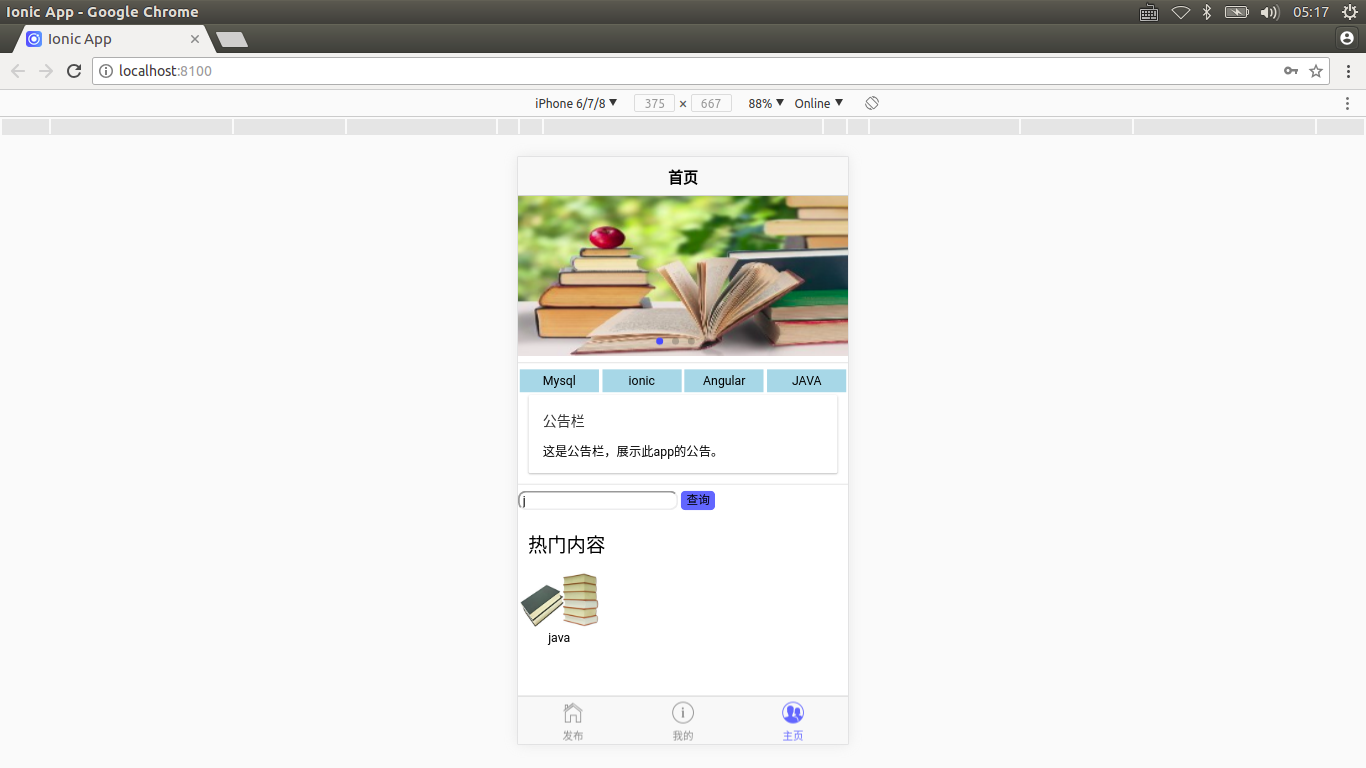 Ionic App - Google Chrome
05:17
Ionic App
localhost:8100
iPhone 6/7/8 375 × 667 88% Online
首页
Mysql ionic Angular JAVA
公告栏
这是公告栏，展示此app的公告。
j 查询
热门内容
java
发布 我的 主页